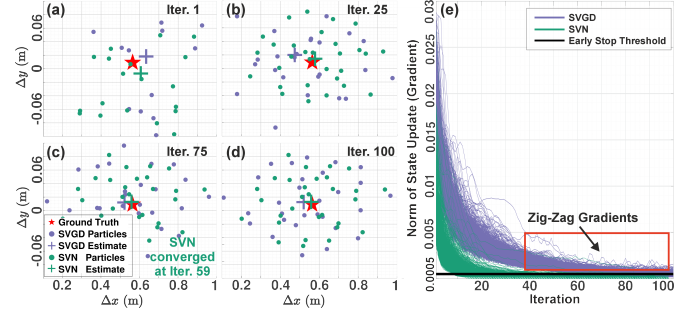 (a)
Iter. 1
(b)
Iter. 25
(e)
0.06
0
-0.06
Δy (m)
(c)
Iter. 75
(d)
Iter. 100
0.06
0
-0.06
Δy (m)
Ground Truth
SVGD Particles
SVGD Estimate
SVN Particles
SVN Estimate
SVN
converged
at Iter. 59
0.2 0.4 0.6 0.8 1
0.2 0.4 0.6 0.8 1
Δx (m)
Δx (m)
Norm of State Update (Gradient)
0.03
0.025
0.02
0.015
0.01
0.005
0.0005
SVGD
SVN
Early Stop Threshold
Zig-Zag Gradients
20 40 60 80 100
Iteration